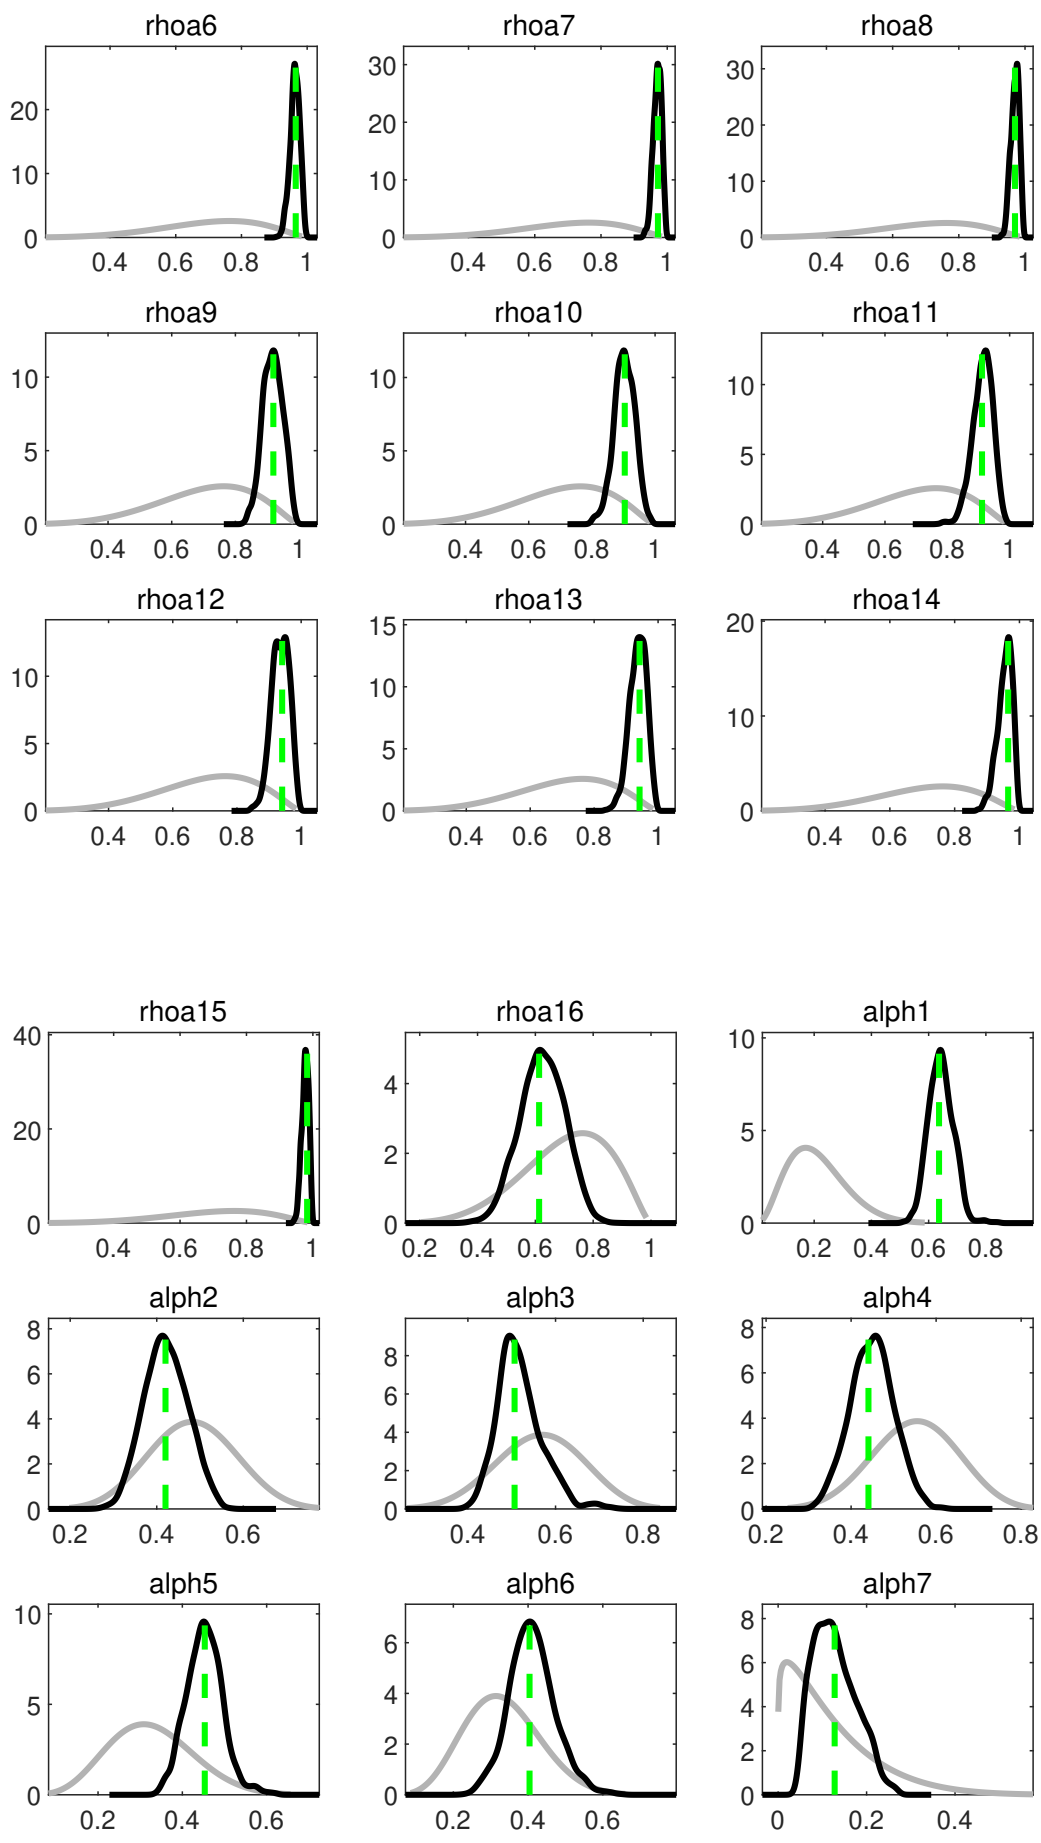 rhoa6 rhoa7 rhoa8
20 10 0 30 20 10 0 30 20 10 0
0.4 0.6 0.8 1 0.4 0.6 0.8 1 0.4 0.6 0.8 1
rhoa9 rhoa10 rhoa11
10 5 0 10 5 0 10 5 0
0.4 0.6 0.8 1 0.4 0.6 0.8 1 0.4 0.6 0.8 1
rhoa12 rhoa13 rhoa14
10 5 0 15 10 5 0 20 10 0
0.4 0.6 0.8 1 0.4 0.6 0.8 1 0.4 0.6 0.8 1
rhoa15 rhoa16 alph1
40 20 0 4 2 0 10 5 0
0.4 0.6 0.8 1 0.2 0.4 0.6 0.8 1 0.2 0.4 0.6 0.8
alph2 alph3 alph4
8 6 4 2 0 8 6 4 2 0 8 6 4 2 0
0.2 0.4 0.6 0.4 0.6 0.8 0.2 0.4 0.6 0.8
alph5 alph6 alph7
10 5 0 6 4 2 0 8 6 4 2 0
0.2 0.4 0.6 0.2 0.4 0.6 0 0.2 0.4